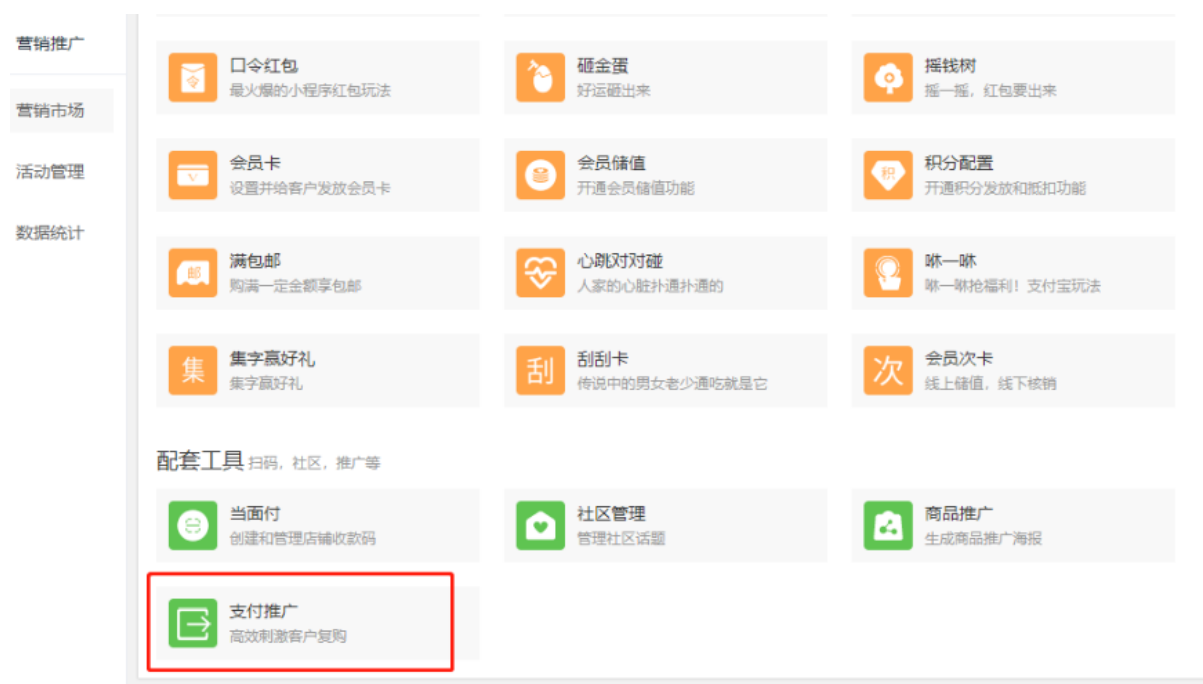 营销推广
营销市场
活动管理
数据统计
口令红包
最火爆的小程序红包玩法
砸金蛋
好运砸出来
摇钱树
摇一摇，红包要出来
会员卡
设置并给客户发放会员卡
会员储值
开通会员储值功能
积分配置
开通积分发放和抵扣功能
满包邮
购满一定金额享包邮
心跳对对碰
人家的心脏扑通扑通的
咻一咻
咻一咻抢福利！支付宝玩法
集字赢好礼
集字赢好礼
刮刮卡
传说中的男女老少通吃就是它
会员次卡
线上储值，线下核销
令
积
邮
集
刮
次
配套工具 扫码，社区，推广等
当面付
创建和管理店铺收款码
社区管理
管理社区话题
商品推广
生成商品推广海报
支付推广
高效刺激客户复购